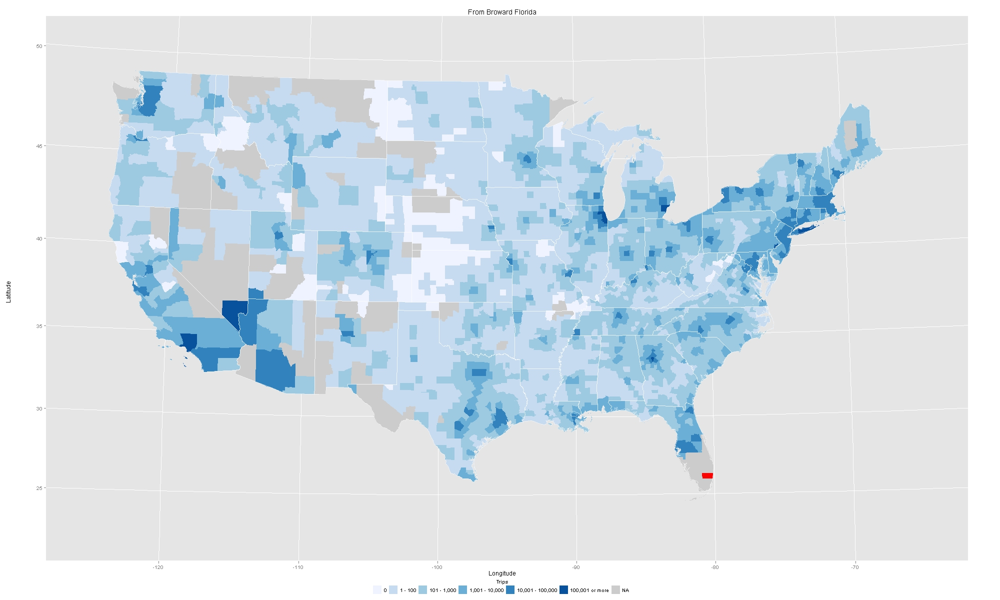 From Broward Florida
50
45
40
35
30
25
Latitude
-120 -110 -100 -90 -80 -70
Longitude
Trips
0 1 - 100 101 - 1,000 1,001 - 10,000 10,001 - 100,000 100,001 or more NA